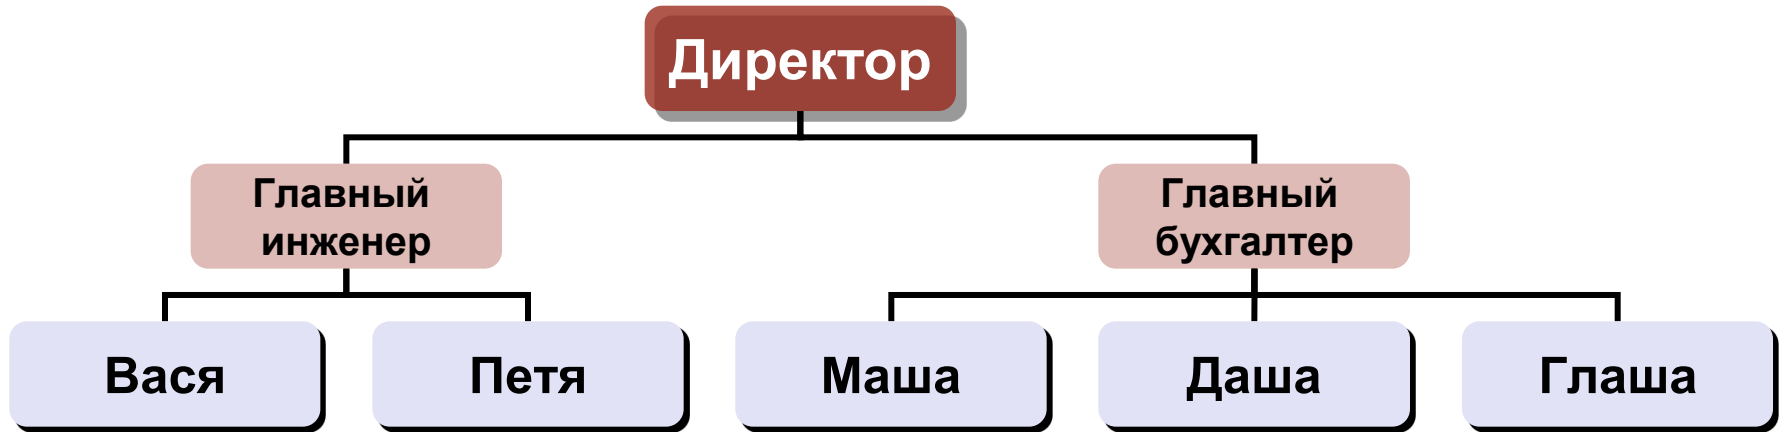 Директор
Главный
инженер
Главный
бухгалтер
Вася
Петя
Маша
Даша
Глаша